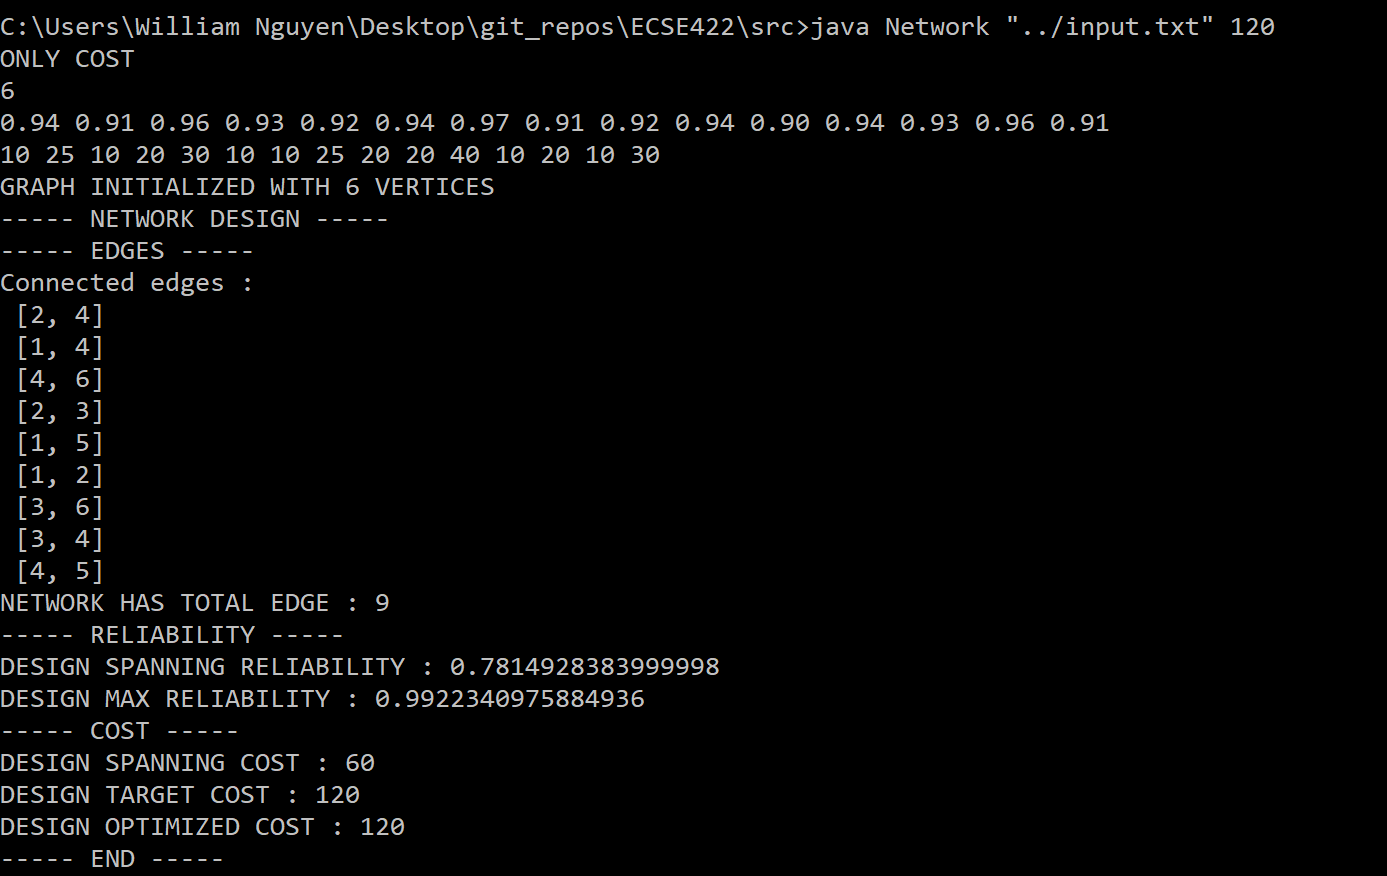 C:\Users\William Nguyen\Desktop\git_repos\ECSE422\src>java Network "../input.txt" 120
ONLY COST
6
0.94 0.91 0.96 0.93 0.92 0.94 0.97 0.91 0.92 0.94 0.90 0.94 0.93 0.96 0.91
10 25 10 20 30 10 10 25 20 20 40 10 20 10 30
GRAPH INITIALIZED WITH 6 VERTICES
----- NETWORK DESIGN -----
----- EDGES -----
Connected edges :
[2, 4]
[1, 4]
[4, 6]
[2, 3]
[1, 5]
[1, 2]
[3, 6]
[3, 4]
[4, 5]
NETWORK HAS TOTAL EDGE : 9
----- RELIABILITY -----
DESIGN SPANNING RELIABILITY : 0.7814928383999998
DESIGN MAX RELIABILITY : 0.9922340975884936
----- COST -----
DESIGN SPANNING COST : 60
DESIGN TARGET COST : 120
DESIGN OPTIMIZED COST : 120
----- END -----